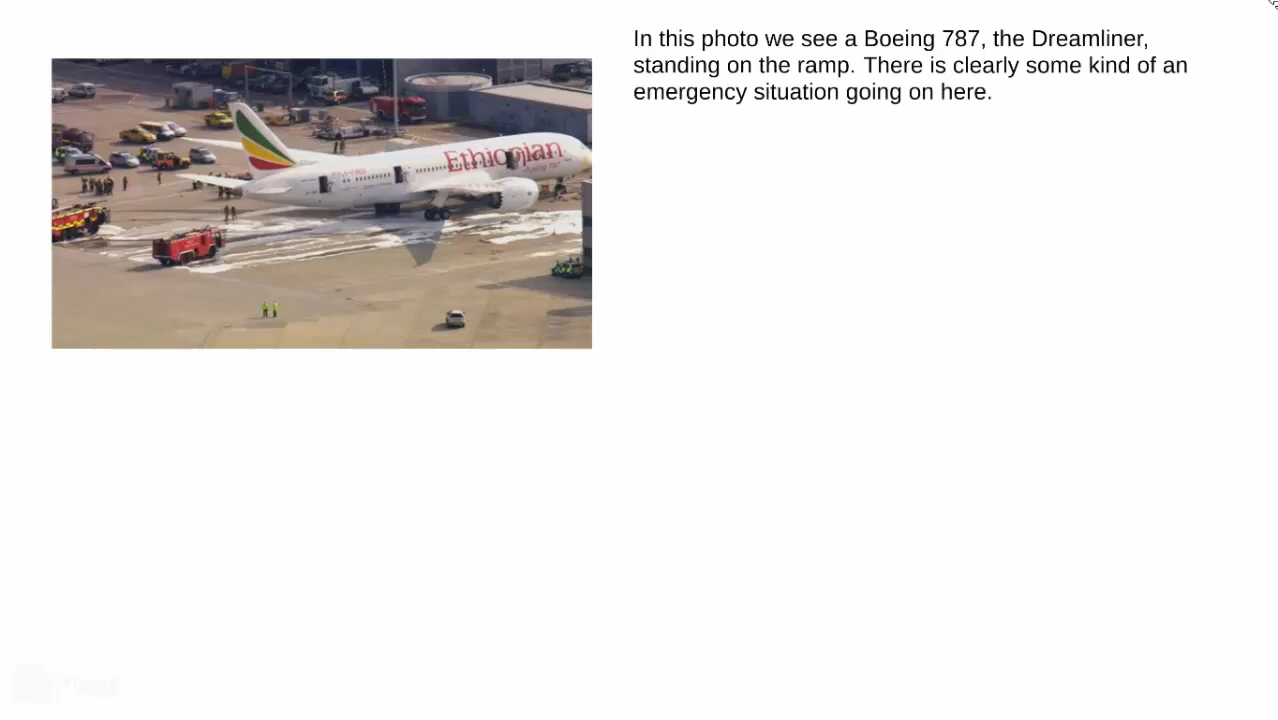 In this photo we see a Boeing 787, the Dreamliner,
standing on the ramp. There is clearly some kind of an
emergency situation going on here.
Ethiopian